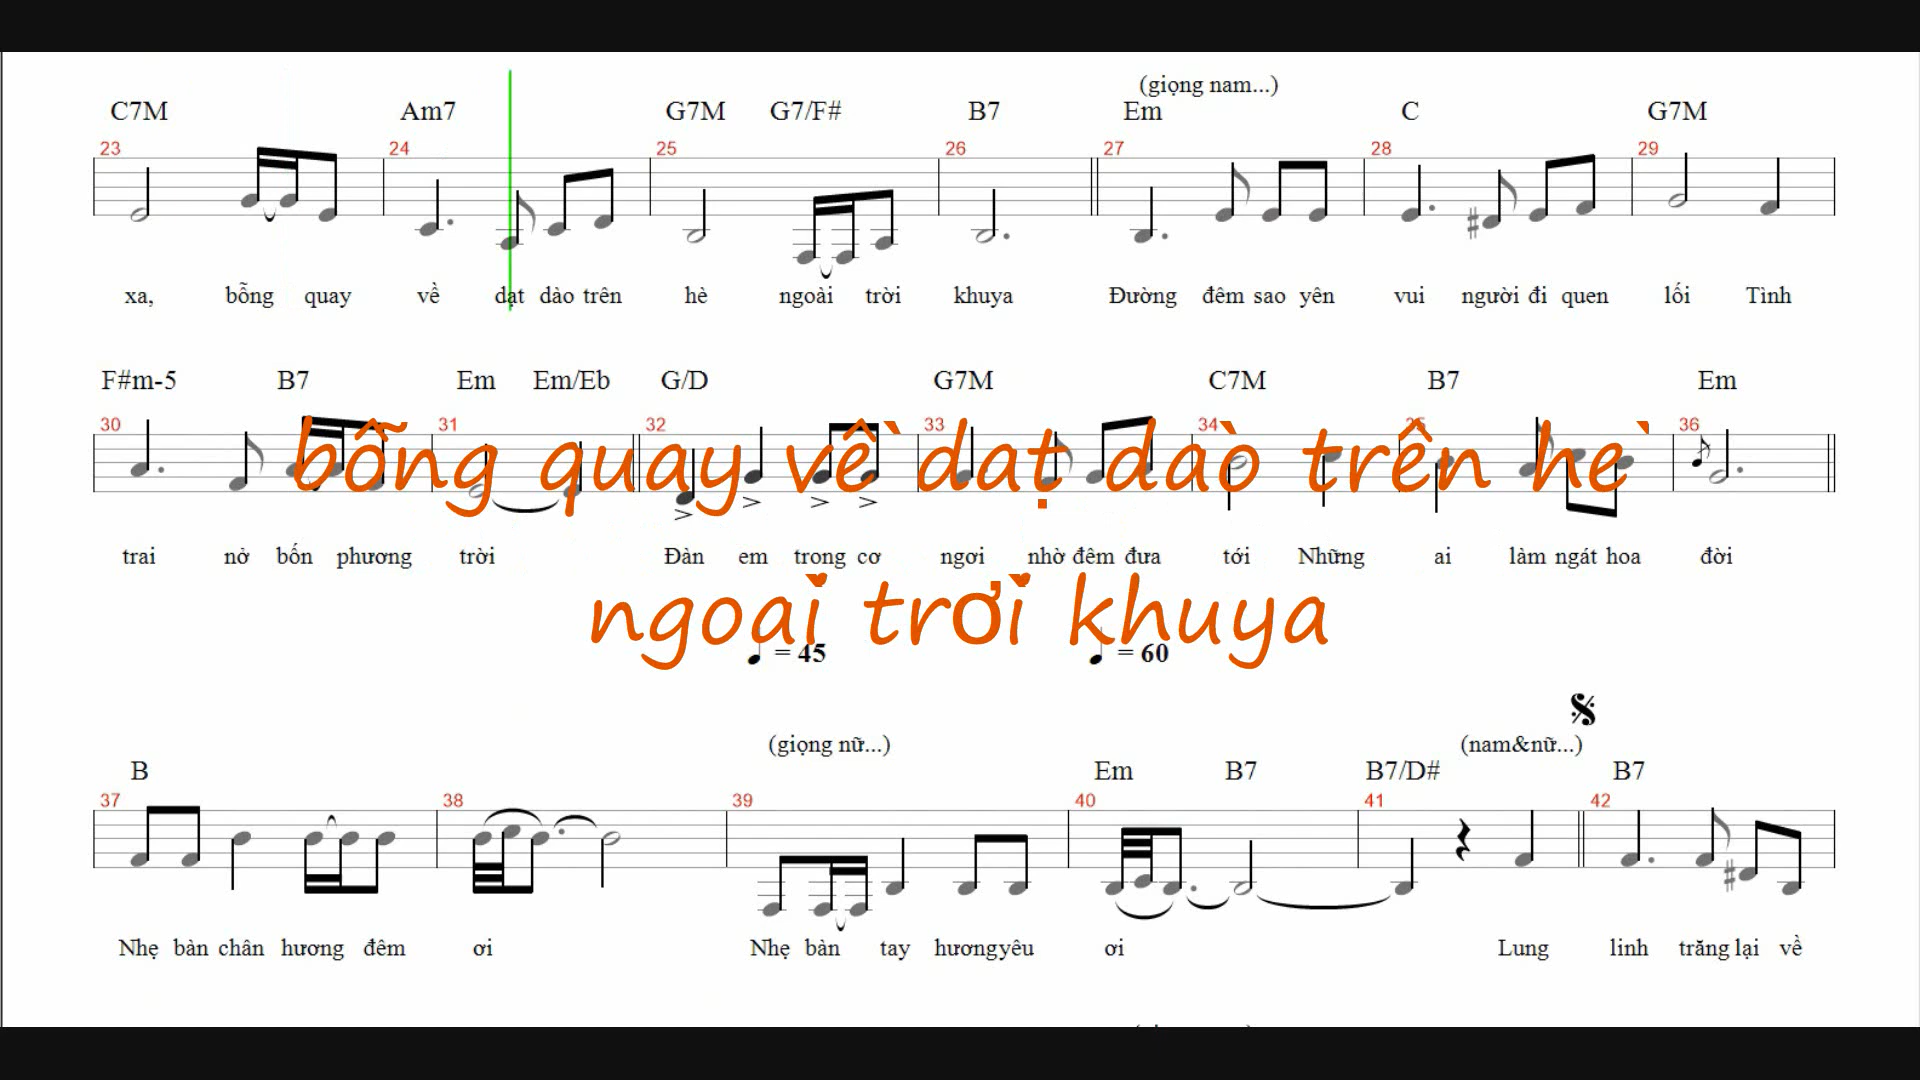 (giọng nam...)
C7M Am7 G7M G7/F# B7 Em C G7M
23 24 25 26 27 28 29
xa, bỗng quay về dạt dào trên hè ngoài trời khuya Đường đêm sao yên vui người đi quen lối Tình
F#m-5 B7 Em Em/Eb G/D G7M C7M B7 Em
30 31 32 33 34 35 36
bỗng quay về dạt dào trên hè
trai nở bốn phương trời Đàn em trong cơ ngơi nhờ đêm đưa tới Những ai làm ngát hoa đời
ngoài trời khuya
= 45 = 60
(giọng nữ...) (nam&nữ...)
B Em B7 B7/D# B7
37 38 39 40 41 42
Nhẹ bàn chân hương đêm ơi Nhẹ bàn tay hương yêu ơi Lung linh trăng lại về